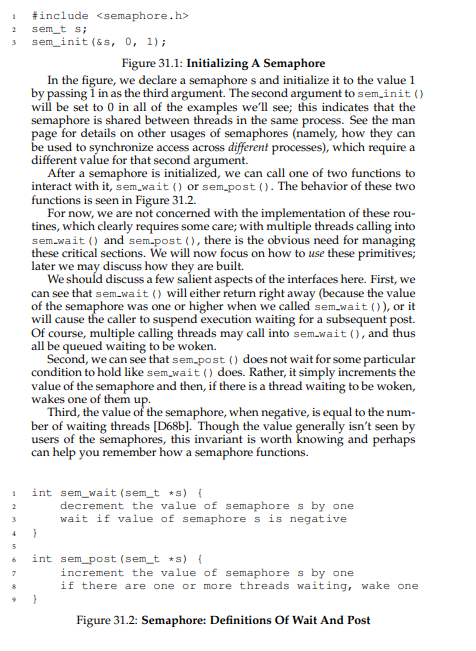 1 #include <semaphore.h>
2 sem_t s;
3 sem_init(&s, 0, 1);
Figure 31.1: Initializing A Semaphore
In the figure, we declare a semaphore s and initialize it to the value 1
by passing 1 in as the third argument. The second argument to sem_init()
will be set to 0 in all of the examples we'll see; this indicates that the
semaphore is shared between threads in the same process. See the man
page for details on other usages of semaphores (namely, how they can
be used to synchronize access across different processes), which require a
different value for that second argument.
After a semaphore is initialized, we can call one of two functions to
interact with it, sem_wait() or sem_post(). The behavior of these two
functions is seen in Figure 31.2.
For now, we are not concerned with the implementation of these rou-
tines, which clearly requires some care; with multiple threads calling into
sem_wait() and sem_post(), there is the obvious need for managing
these critical sections. We will now focus on how to use these primitives;
later we may discuss how they are built.
We should discuss a few salient aspects of the interfaces here. First, we
can see that sem_wait() will either return right away (because the value
of the semaphore was one or higher when we called sem_wait()), or it
will cause the caller to suspend execution waiting for a subsequent post.
Of course, multiple calling threads may call into sem_wait(), and thus
all be queued waiting to be woken.
Second, we can see that sem_post() does not wait for some particular
condition to hold like sem_wait() does. Rather, it simply increments the
value of the semaphore and then, if there is a thread waiting to be woken,
wakes one of them up.
Third, the value of the semaphore, when negative, is equal to the num-
ber of waiting threads [D68b]. Though the value generally isn't seen by
users of the semaphores, this invariant is worth knowing and perhaps
can help you remember how a semaphore functions.
1 int sem_wait(sem_t *s) {
2 decrement the value of semaphore s by one
3 wait if value of semaphore s is negative
4 }
5
6 int sem_post(sem_t *s) {
7 increment the value of semaphore s by one
8 if there are one or more threads waiting, wake one
9 }
Figure 31.2: Semaphore: Definitions Of Wait And Post